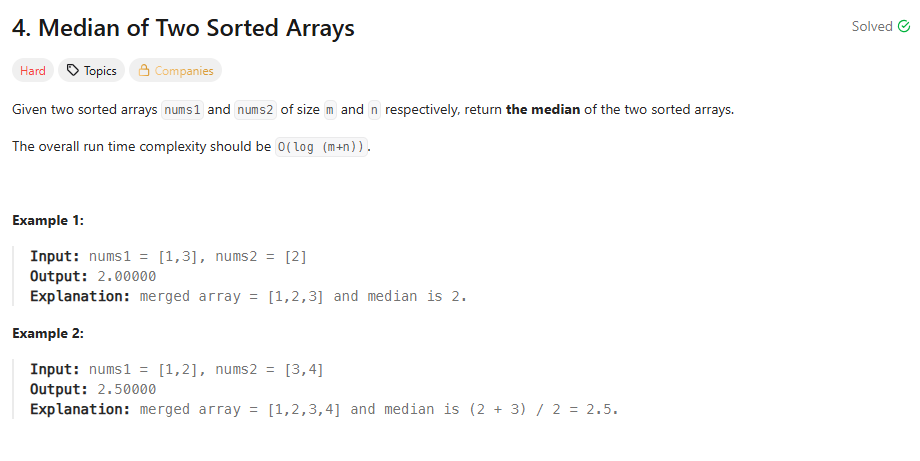 4. Median of Two Sorted Arrays
Solved
Hard Topics Companies
Given two sorted arrays nums1 and nums2 of size m and n respectively, return the median of the two sorted arrays.
The overall run time complexity should be O(log (m+n)).
Example 1:
Input: nums1 = [1,3], nums2 = [2]
Output: 2.00000
Explanation: merged array = [1,2,3] and median is 2.
Example 2:
Input: nums1 = [1,2], nums2 = [3,4]
Output: 2.50000
Explanation: merged array = [1,2,3,4] and median is (2 + 3) / 2 = 2.5.